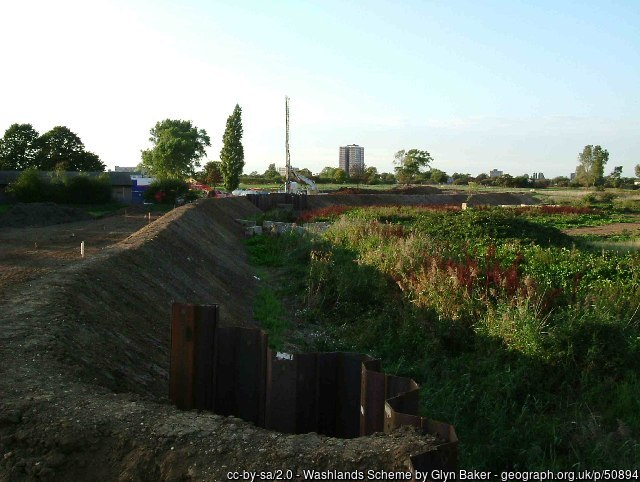 cc-by-sa/2.0 - Washlands Scheme by Glyn Baker - geograph.org.uk/p/50894